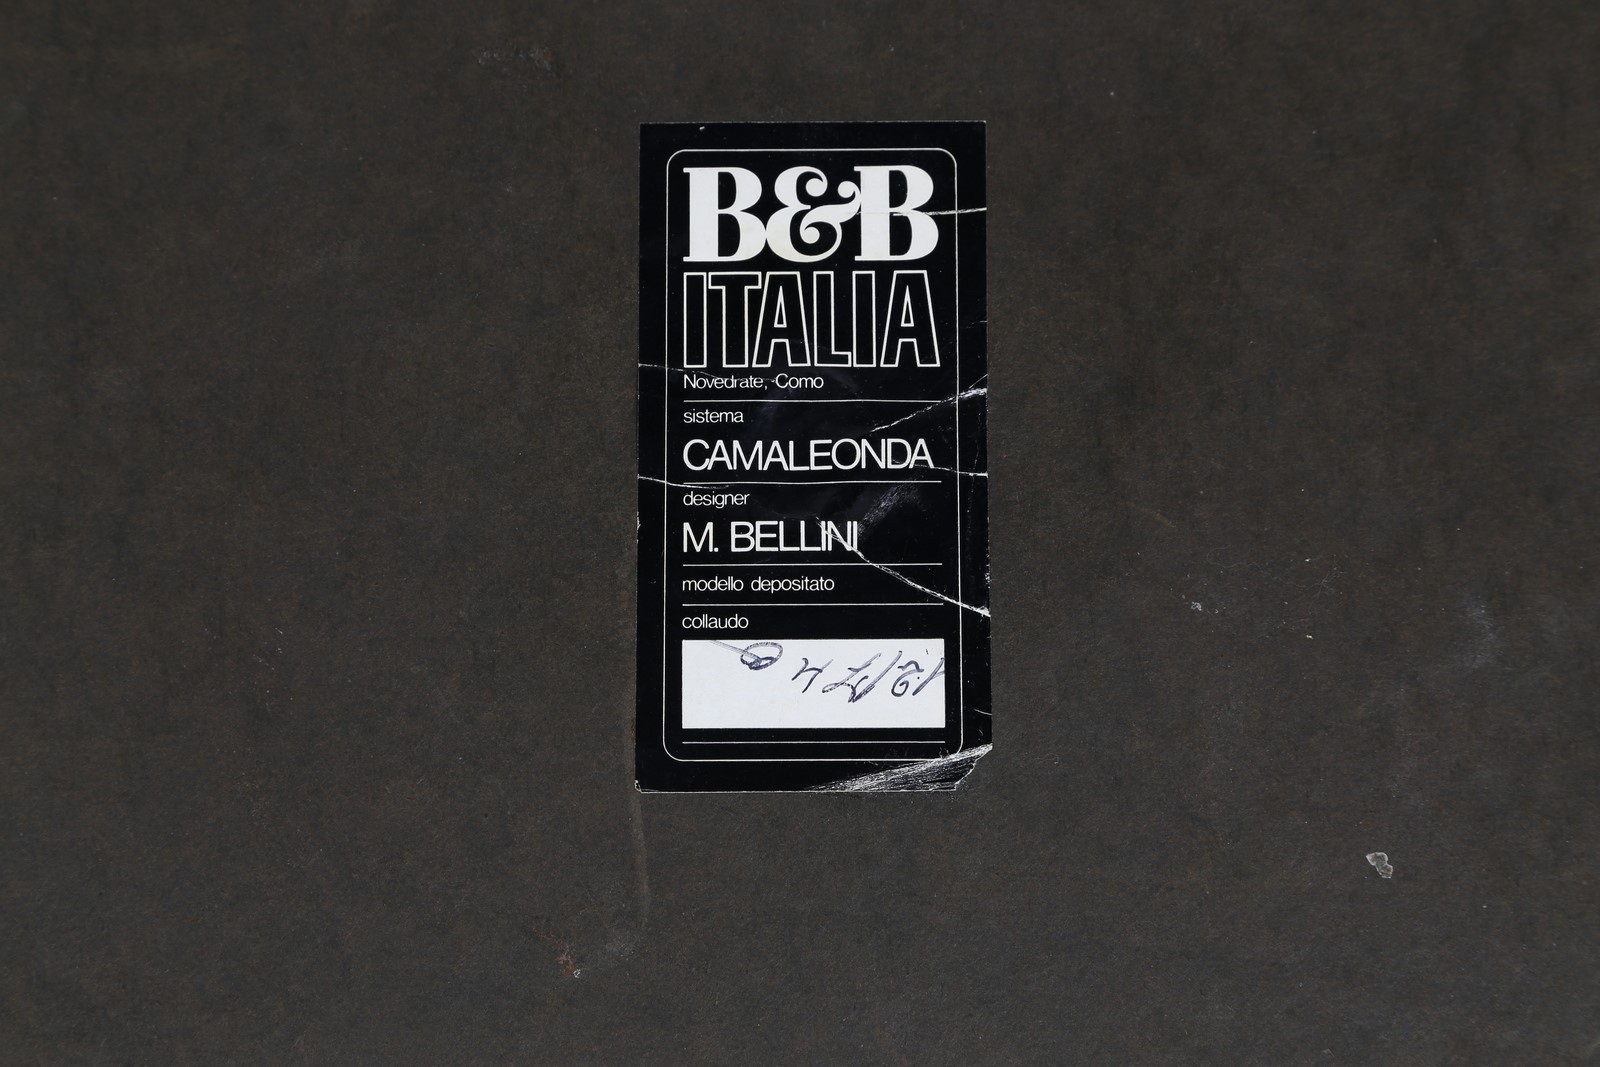 B&B
ITALIA
Novedrate, Como
sistema
CAMALEONDA
designer
M. BELLINI
modello depositato
collaudo